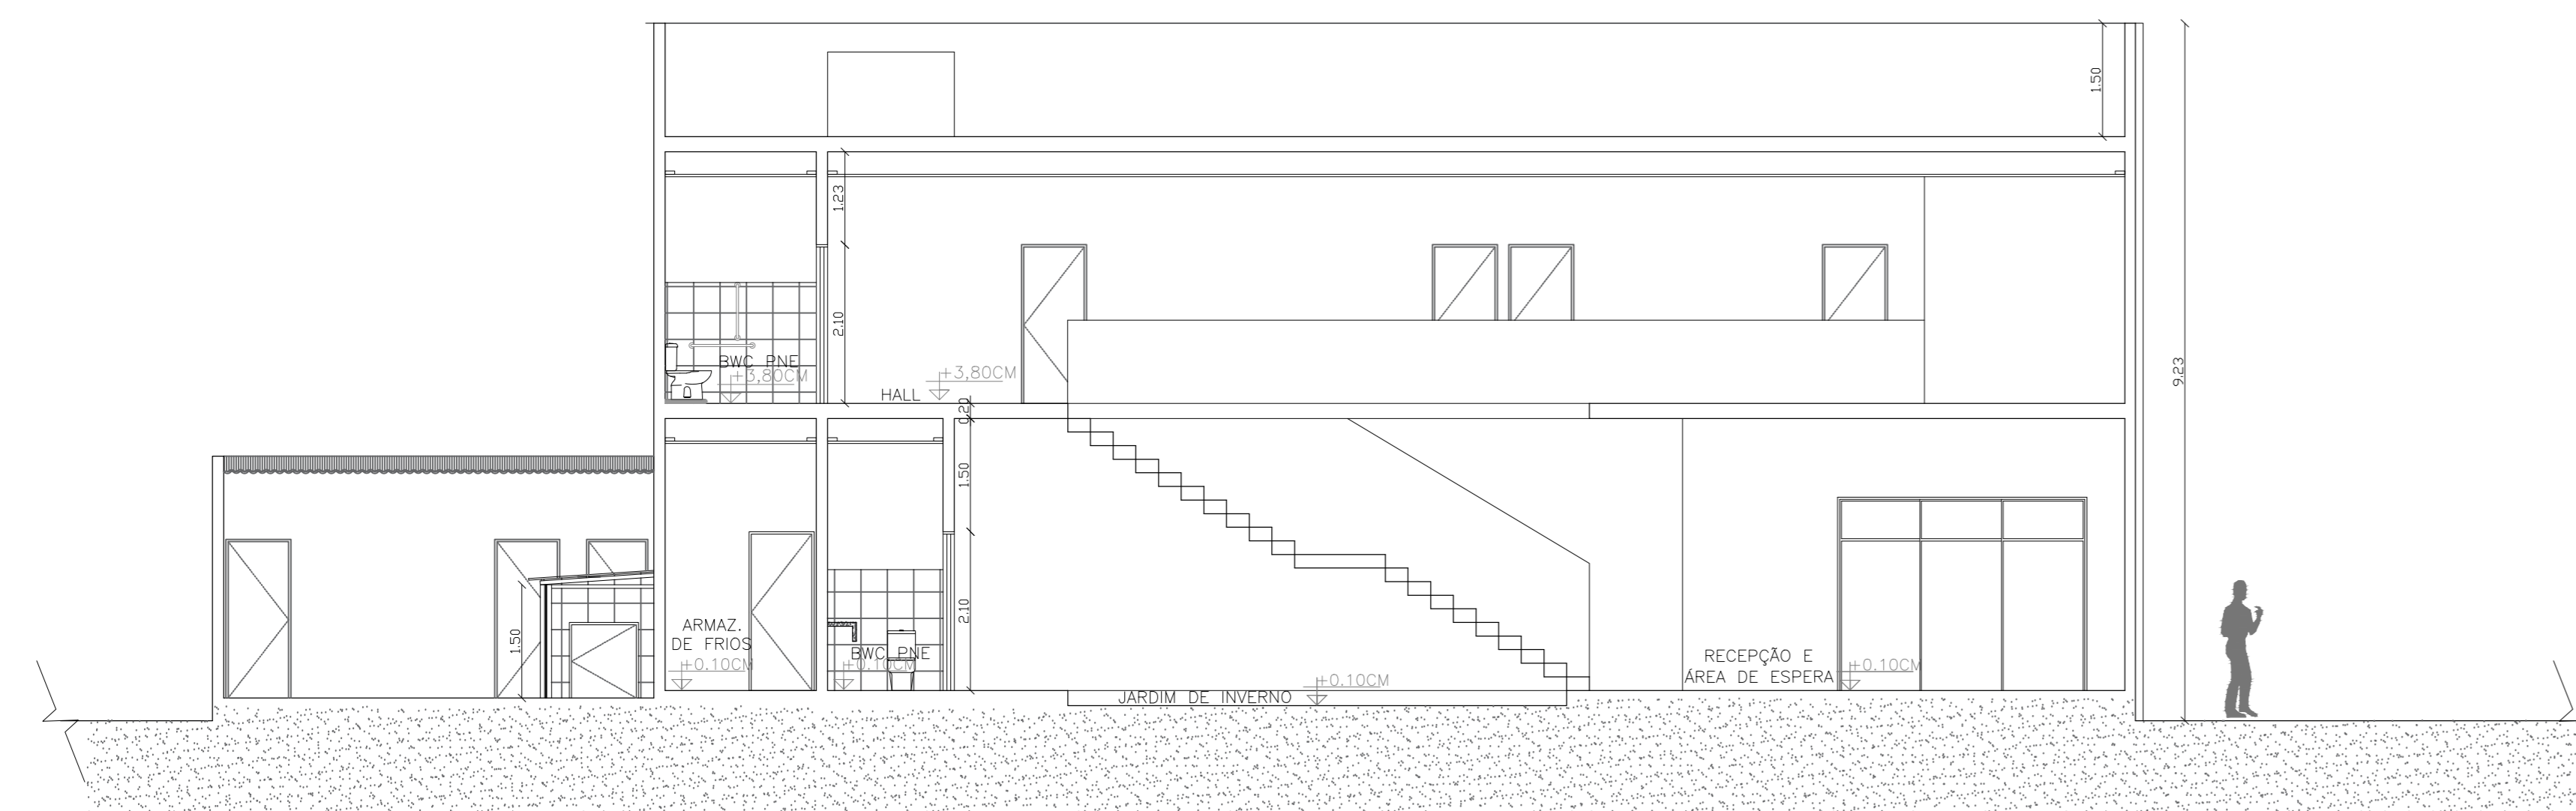 1.50
1.23
2.10
BWC PNE
+3,80CM
HALL
+3,80CM
9.23
0.20
1.50
2.10
1.50
ARMAZ.
DE FRIOS
+0.10CM
BWC PNE
+0.10CM
JARDIM DE INVERNO
+0.10CM
RECEPÇÃO E
ÁREA DE ESPERA
+0.10CM